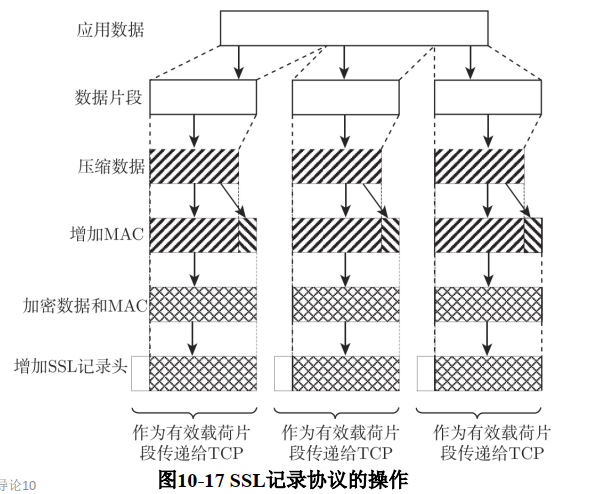 应用数据
数据片段
压缩数据
增加MAC
加密数据和MAC
增加SSL记录头
作为有效载荷片
段传递给TCP
作为有效载荷片
段传递给TCP
作为有效载荷片
段传递给TCP
图10-17 SSL记录协议的操作
导论10